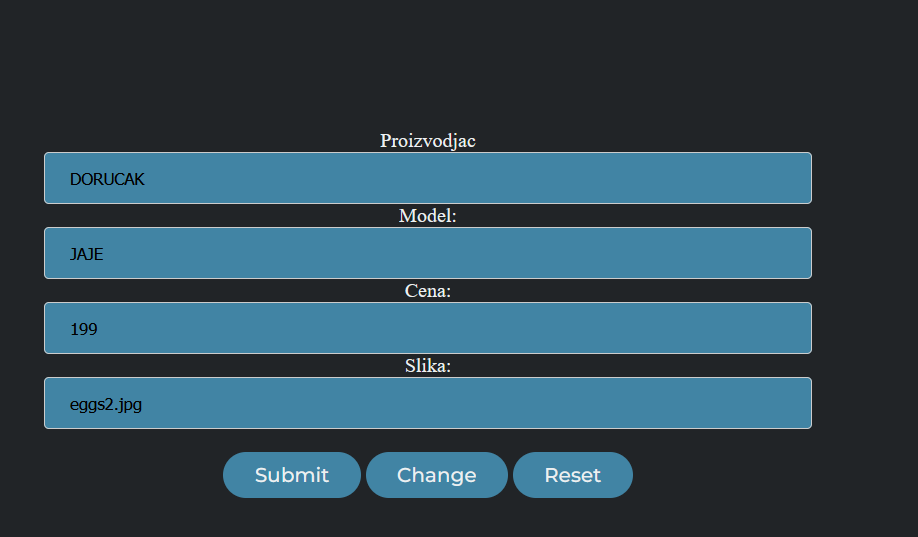 Proizvodjac
DORUCAK
Model:
JAJE
Cena:
199
Slika:
eggs2.jpg
Submit Change Reset